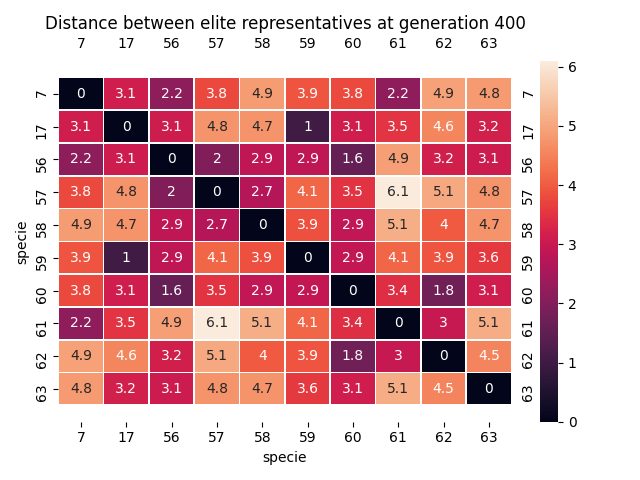 Distance between elite representatives at generation 400
7 17 56 57 58 59 60 61 62 63
7 0 3.1 2.2 3.8 4.9 3.9 3.8 2.2 4.9 4.8 7
17 3.1 0 3.1 4.8 4.7 1 3.1 3.5 4.6 3.2 17
56 2.2 3.1 0 2 2.9 2.9 1.6 4.9 3.2 3.1 56
57 3.8 4.8 2 0 2.7 4.1 3.5 6.1 5.1 4.8 57
58 4.9 4.7 2.9 2.7 0 3.9 2.9 5.1 4 4.7 58
59 3.9 1 2.9 4.1 3.9 0 2.9 4.1 3.9 3.6 59
60 3.8 3.1 1.6 3.5 2.9 2.9 0 3.4 1.8 3.1 60
61 2.2 3.5 4.9 6.1 5.1 4.1 3.4 0 3 5.1 61
62 4.9 4.6 3.2 5.1 4 3.9 1.8 3 0 4.5 62
63 4.8 3.2 3.1 4.8 4.7 3.6 3.1 5.1 4.5 0 63
7 17 56 57 58 59 60 61 62 63
specie
specie
6
5
4
3
2
1
0